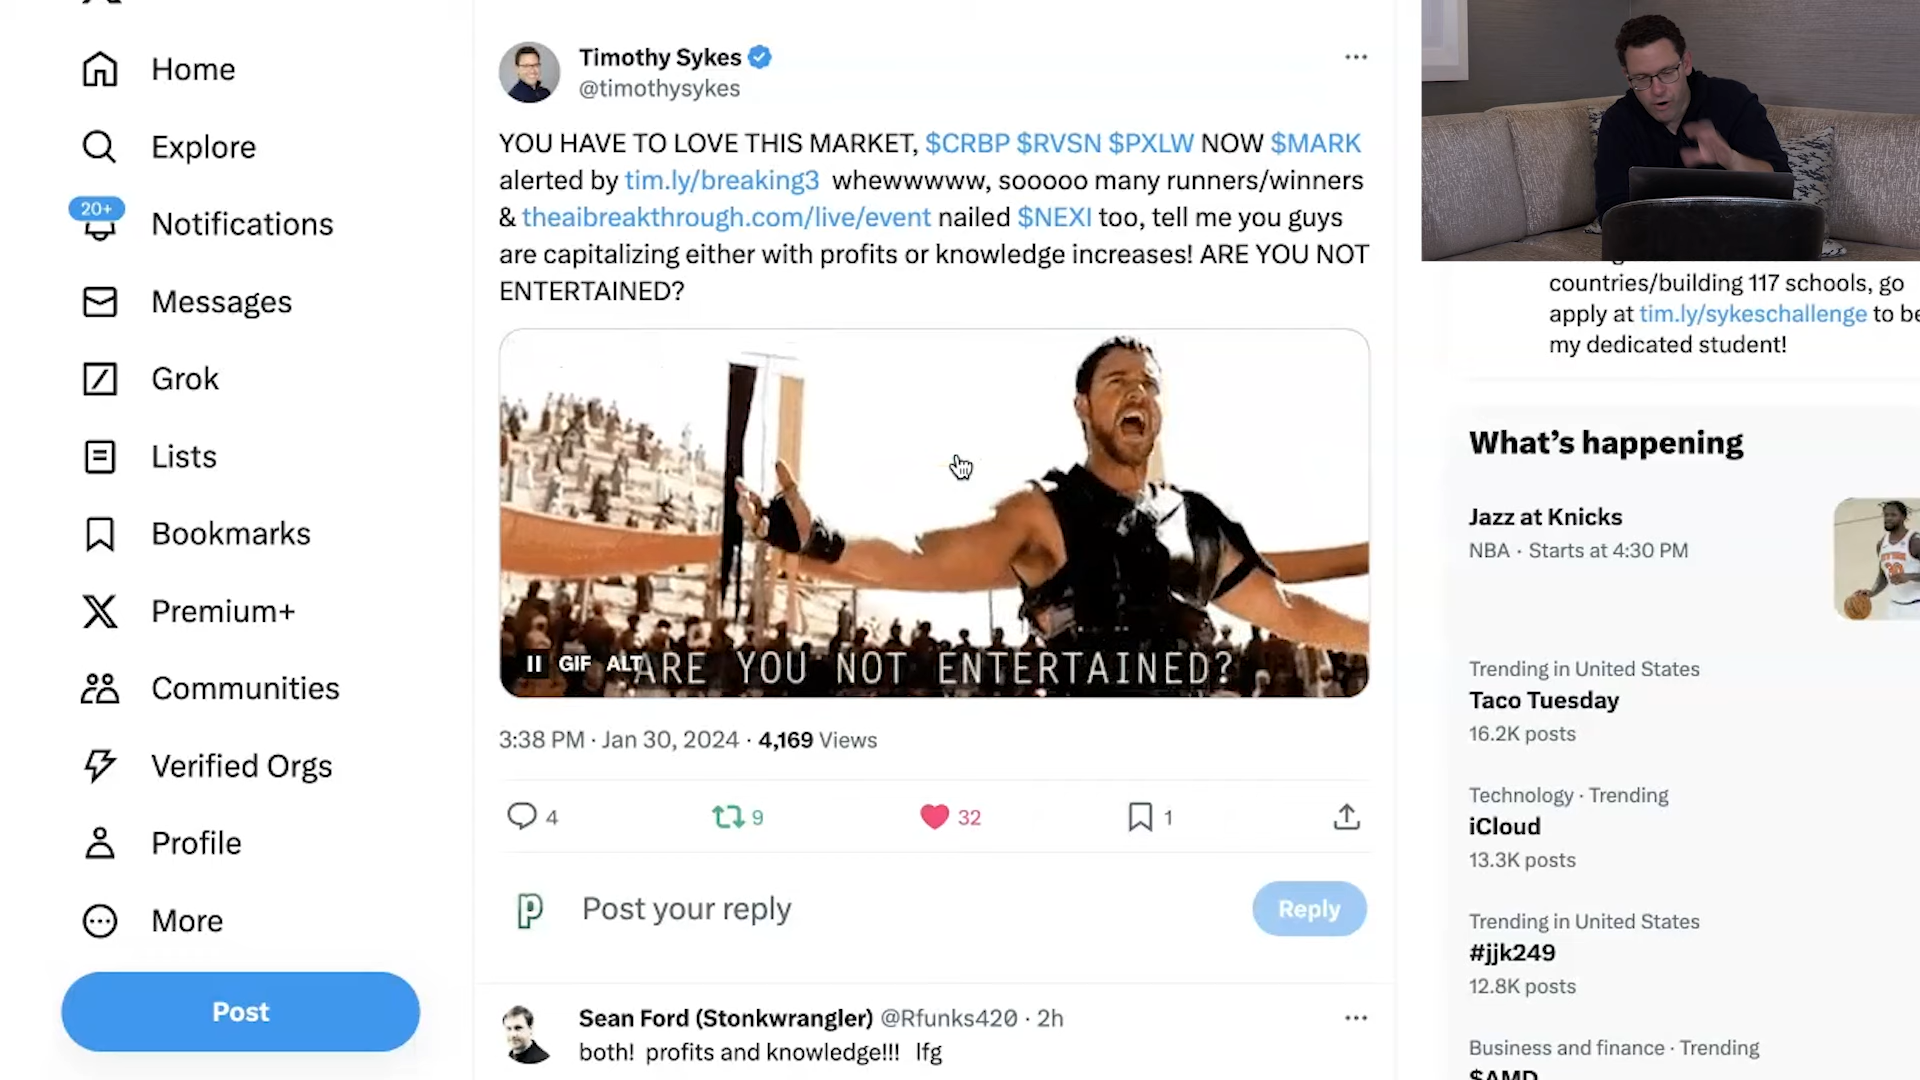 Home
Explore
20+
Notifications
Messages
Grok
Lists
Bookmarks
Premium+
Communities
Verified Orgs
Profile
More
Post
Timothy Sykes
@timothysykes
YOU HAVE TO LOVE THIS MARKET, $CRBP $RVSN $PXLW NOW $MARK
alerted by tim.ly/breaking3 whewwwww, sooooo many runners/winners
& theaibreakthrough.com/live/event nailed $NEXI too, tell me you guys
are capitalizing either with profits or knowledge increases! ARE YOU NOT
ENTERTAINED?
GIF ALT
ARE YOU NOT ENTERTAINED?
3:38 PM · Jan 30, 2024 · 4,169 Views
4 9 32 1
p Post your reply Reply
Sean Ford (Stonkwrangler) @Rfunks420 · 2h
both! profits and knowledge!!! lfg
countries/building 117 schools, go
apply at tim.ly/sykeschallenge to be
my dedicated student!
What's happening
Jazz at Knicks
NBA · Starts at 4:30 PM
Trending in United States
Taco Tuesday
16.2K posts
Technology · Trending
iCloud
13.3K posts
Trending in United States
#jjk249
12.8K posts
Business and finance · Trending
$AMD